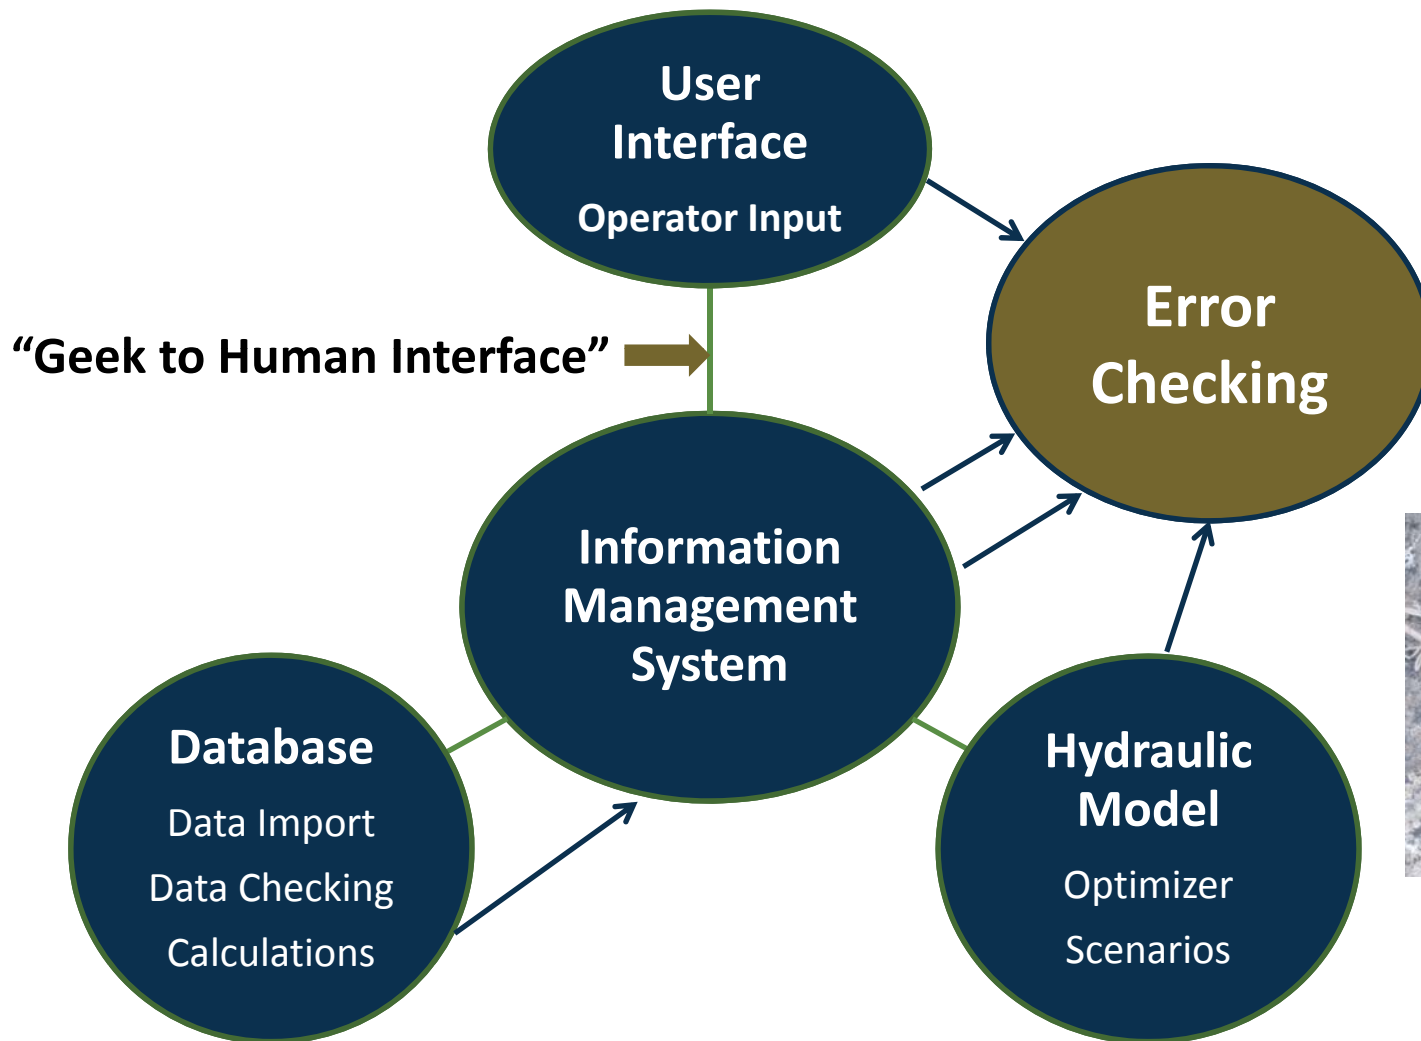 User
Interface
Operator Input
“Geek to Human Interface”
Error
Checking
Information
Management
System
Database
Data Import
Data Checking
Calculations
Hydraulic
Model
Optimizer
Scenarios